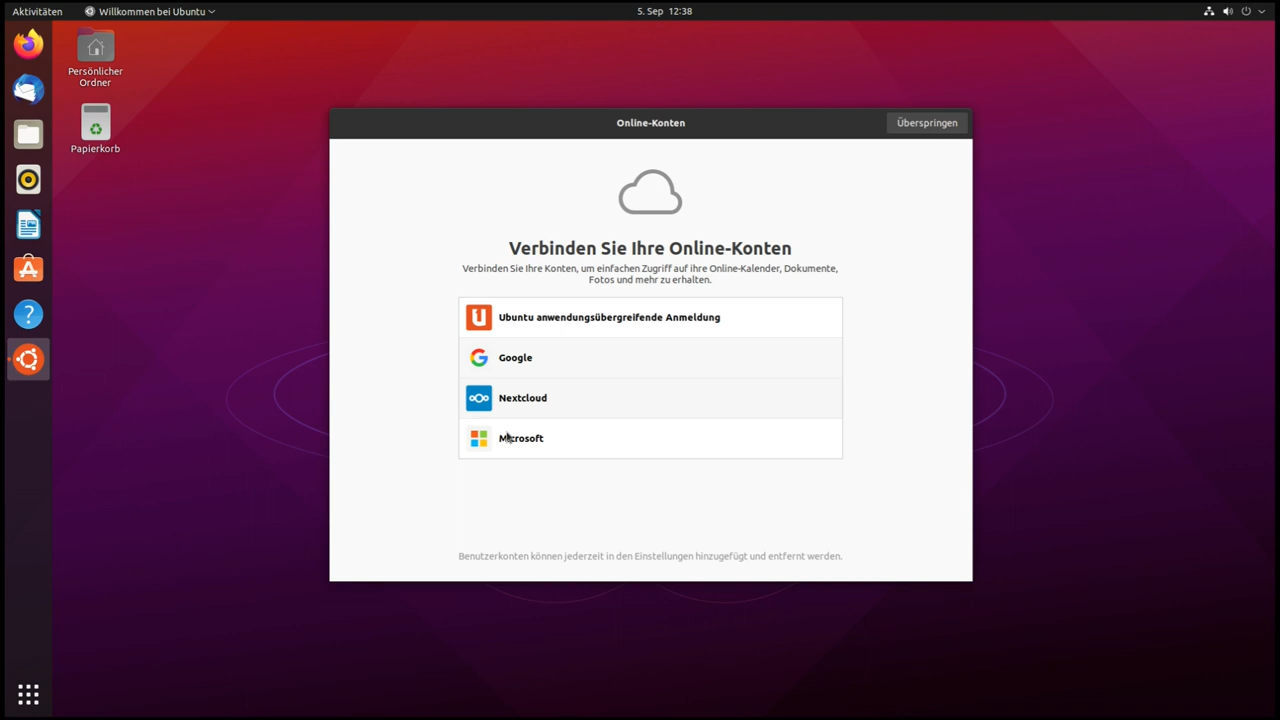 Aktivitäten
Willkommen bei Ubuntu
5. Sep 12:38
Persönlicher
Ordner
Papierkorb
Online-Konten
Überspringen
Verbinden Sie Ihre Online-Konten
Verbinden Sie Ihre Konten, um einfachen Zugriff auf ihre Online-Kalender, Dokumente,
Fotos und mehr zu erhalten.
Ubuntu anwendungsübergreifende Anmeldung
Google
Nextcloud
Microsoft
Benutzerkonten können jederzeit in den Einstellungen hinzugefügt und entfernt werden.